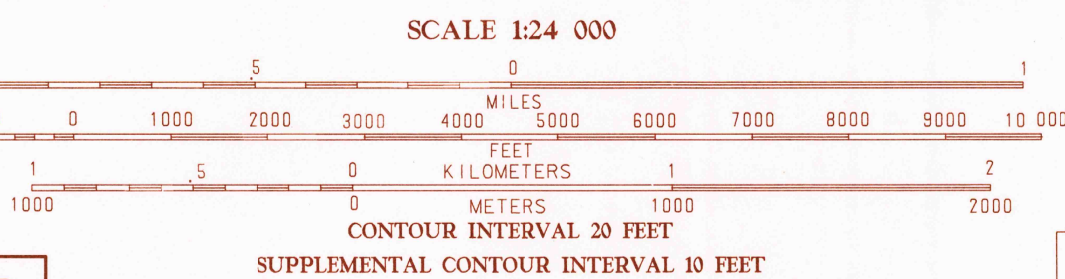 SCALE 1:24 000
.5 0 1
MILES
0 1000 2000 3000 4000 5000 6000 7000 8000 9000 10 000
FEET
1 .5 0 KILOMETERS 1 2
1000 0 METERS 1000 2000
CONTOUR INTERVAL 20 FEET
SUPPLEMENTAL CONTOUR INTERVAL 10 FEET